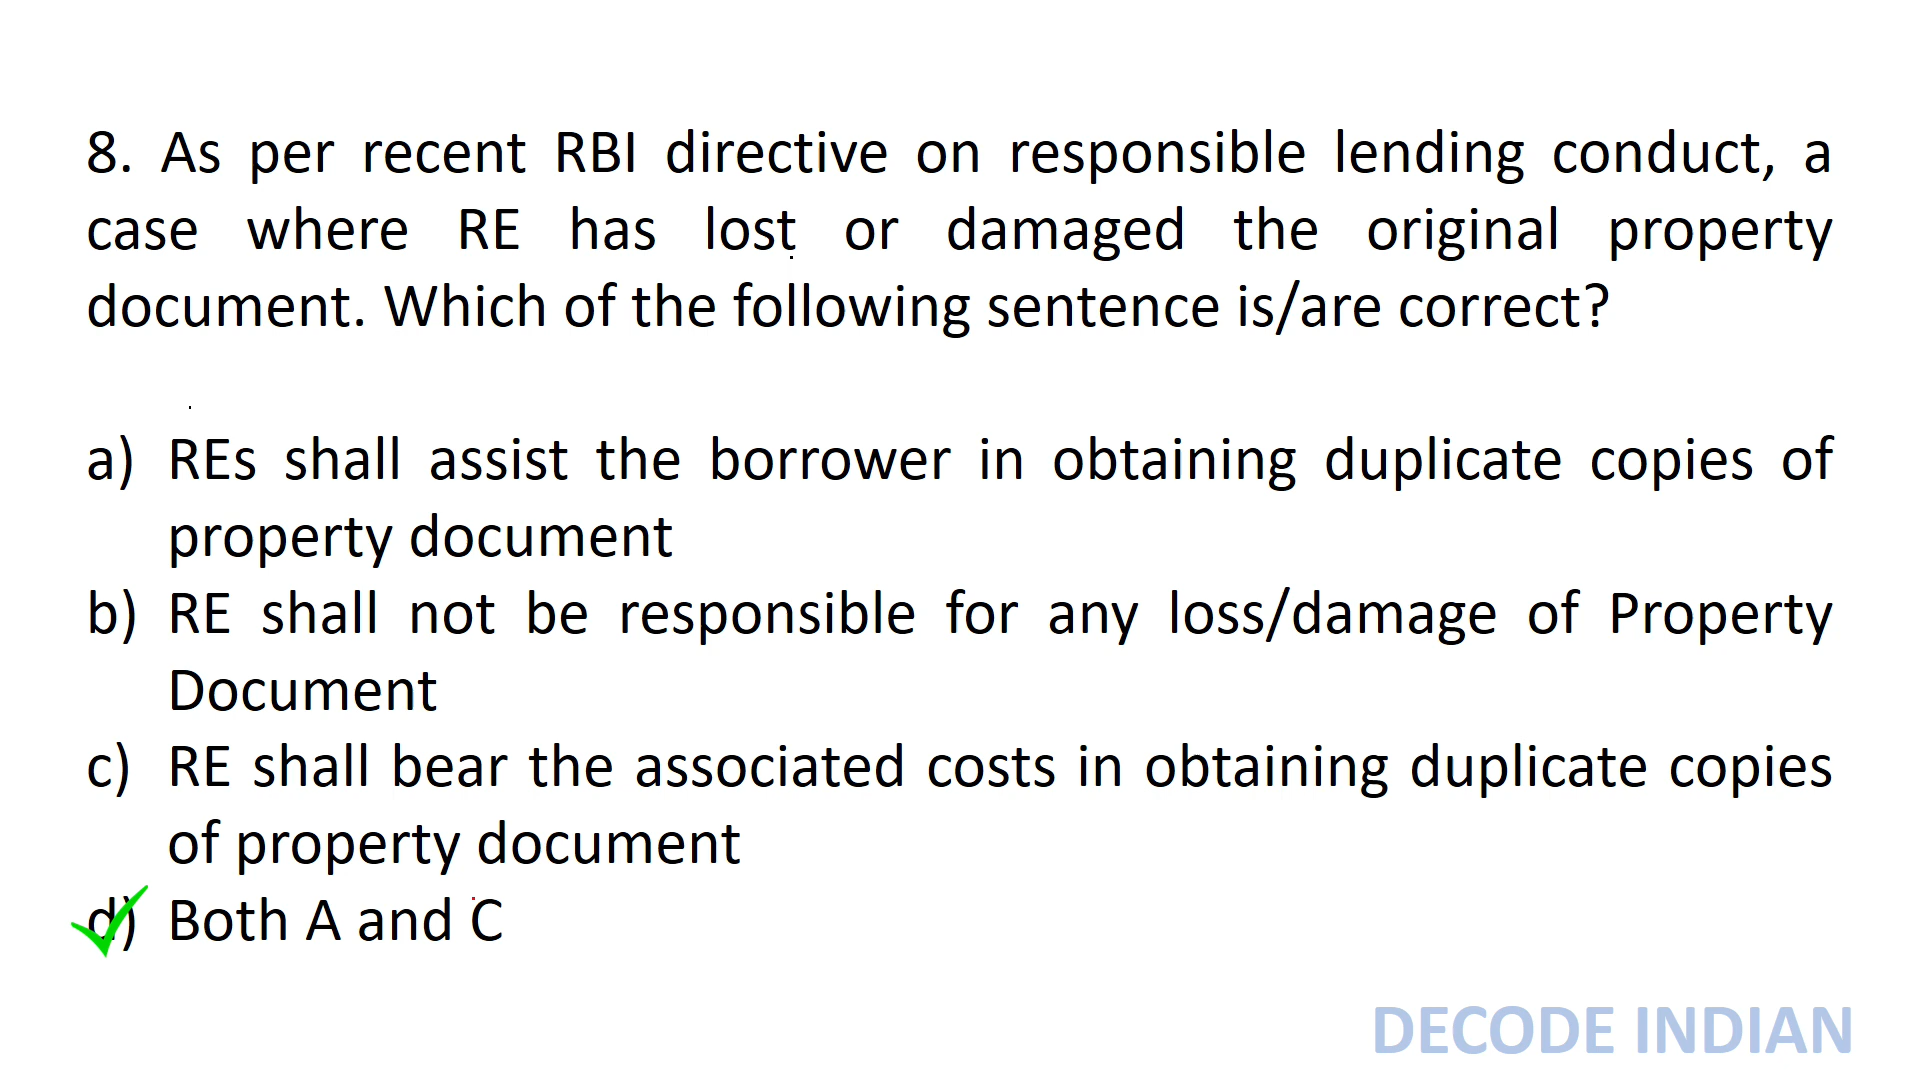 8. As per recent RBI directive on responsible lending conduct, a
case where RE has lost or damaged the original property
document. Which of the following sentence is/are correct?
a) REs shall assist the borrower in obtaining duplicate copies of
property document
b) RE shall not be responsible for any loss/damage of Property
Document
c) RE shall bear the associated costs in obtaining duplicate copies
of property document
d) Both A and C
DECODE INDIAN